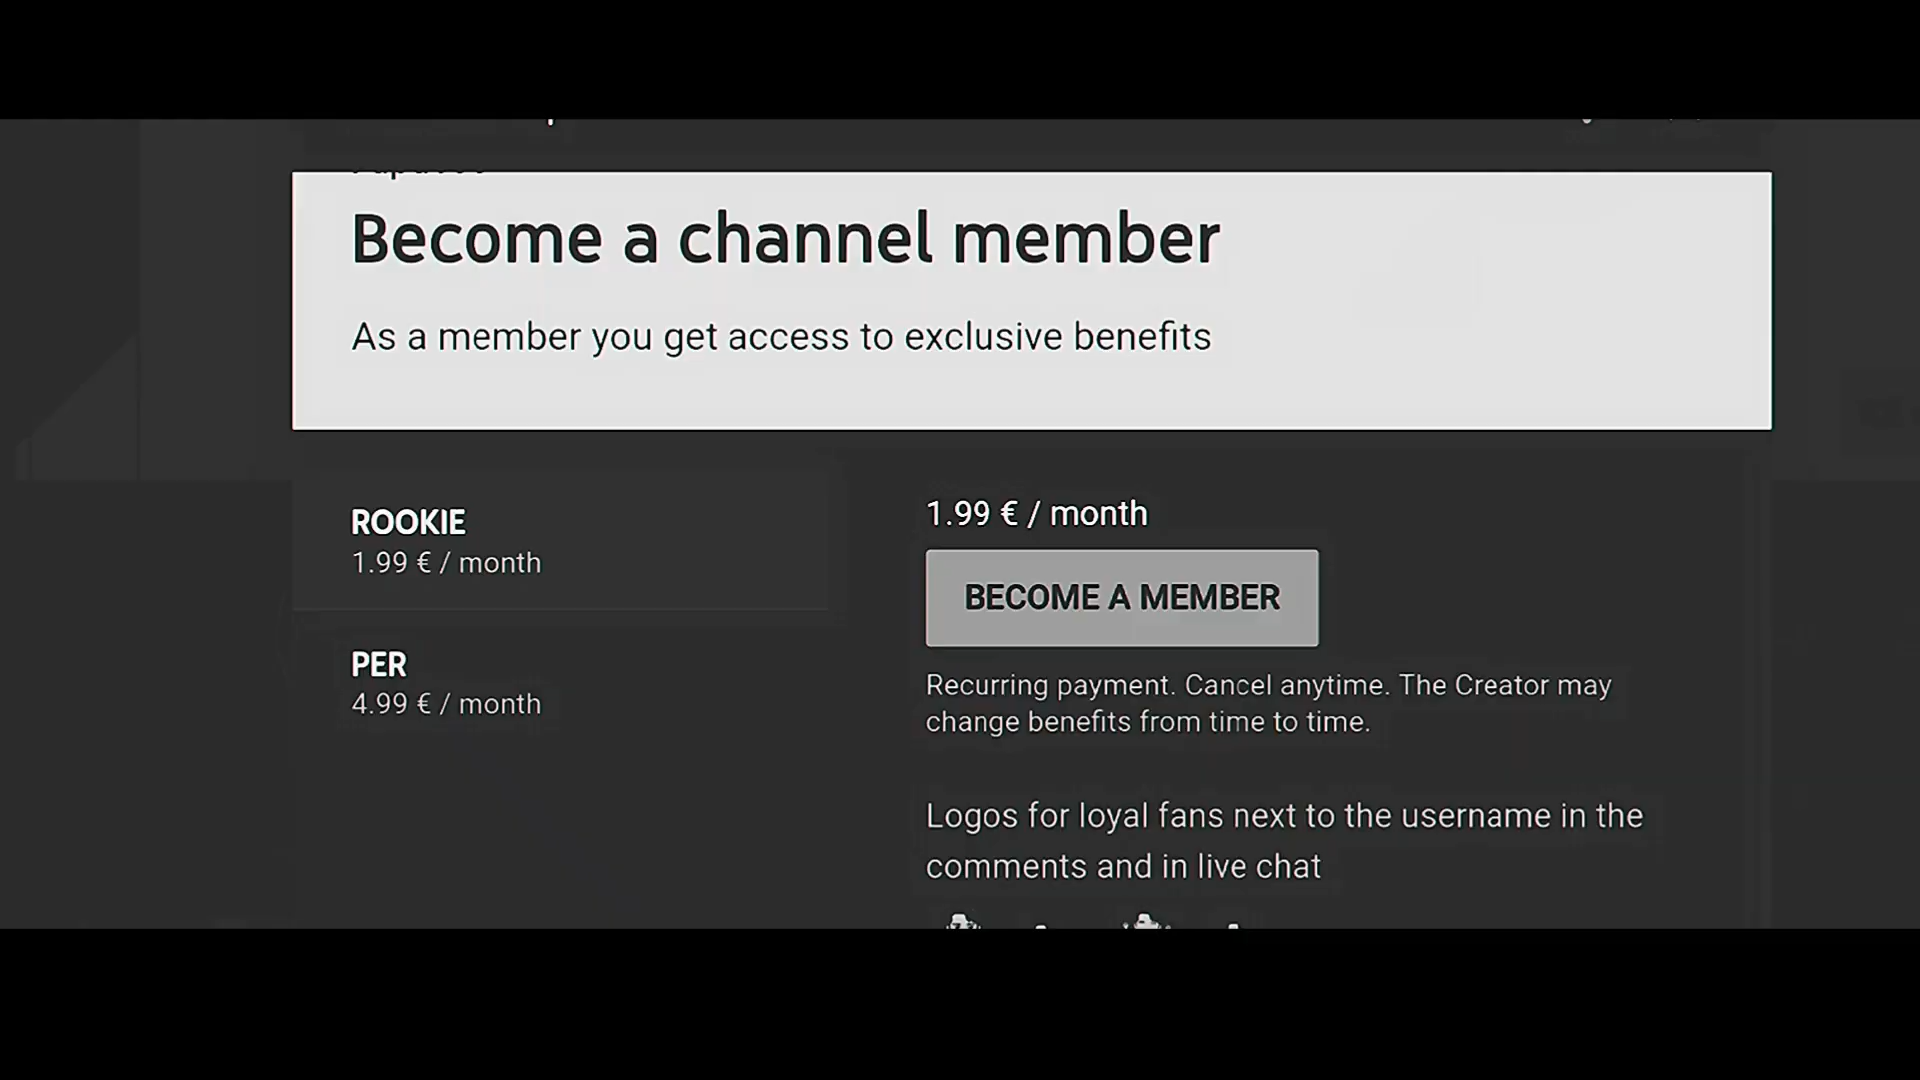 Become a channel member
As a member you get access to exclusive benefits
ROOKIE
1.99 € / month
PER
4.99 € / month
1.99 € / month
BECOME A MEMBER
Recurring payment. Cancel anytime. The Creator may
change benefits from time to time.
Logos for loyal fans next to the username in the
comments and in live chat